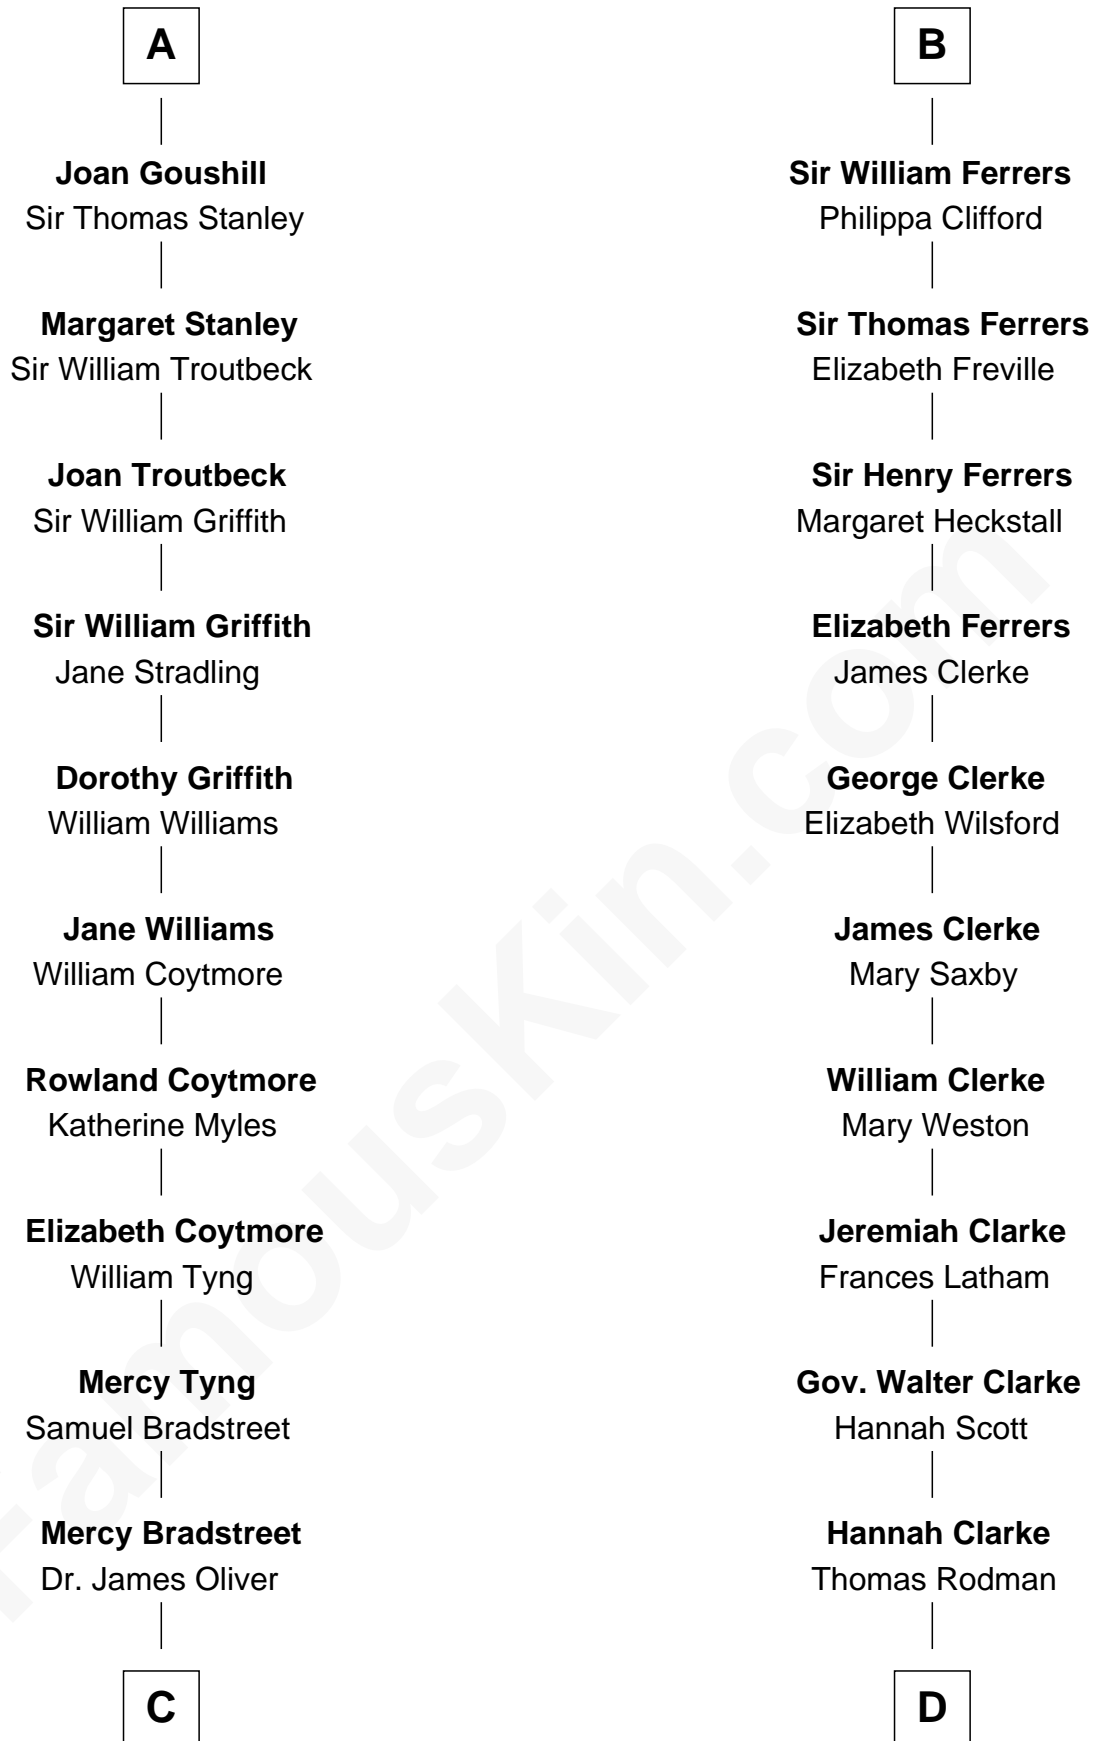 A
Joan Goushill
Sir Thomas Stanley
Margaret Stanley
Sir William Troutbeck
Joan Troutbeck
Sir William Griffith
Sir William Griffith
Jane Stradling
Dorothy Griffith
William Williams
Jane Williams
William Coytmore
Rowland Coytmore
Katherine Myles
Elizabeth Coytmore
William Tyng
Mercy Tyng
Samuel Bradstreet
Mercy Bradstreet
Dr. James Oliver
C
B
Sir William Ferrers
Philippa Clifford
Sir Thomas Ferrers
Elizabeth Freville
Sir Henry Ferrers
Margaret Heckstall
Elizabeth Ferrers
James Clerke
George Clerke
Elizabeth Wilsford
James Clerke
Mary Saxby
William Clerke
Mary Weston
Jeremiah Clarke
Frances Latham
Gov. Walter Clarke
Hannah Scott
Hannah Clarke
Thomas Rodman
D
FamousKin.com